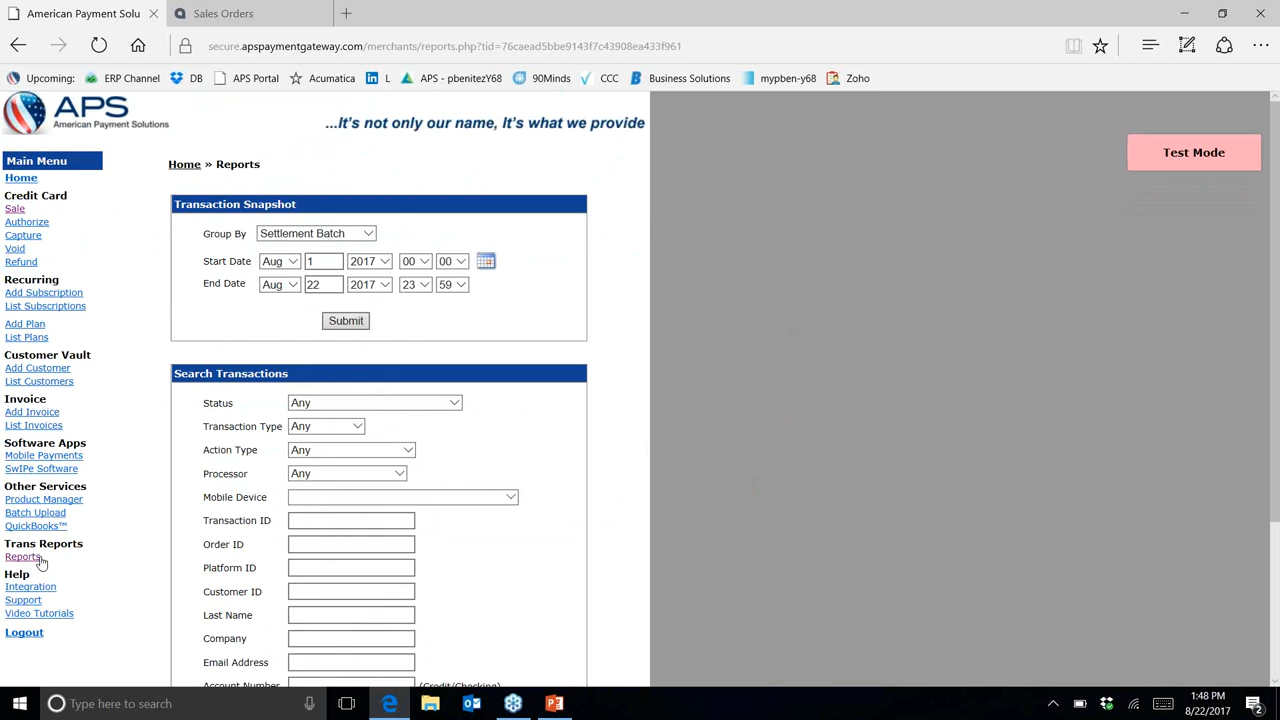 American Payment Solu
Sales Orders
secure.apspaymentgateway.com/merchants/reports.php?tid=76caead5bbe9143f7c43908ea433f961
Upcoming: ERP Channel DB APS Portal Acumatica L APS - pbenitezY68 90Minds CCC Business Solutions mypben-y68 Zoho
APS
American Payment Solutions
...It's not only our name, It's what we provide
Test Mode
Main Menu
Home
Credit Card
Sale
Authorize
Capture
Void
Refund
Recurring
Add Subscription
List Subscriptions
Add Plan
List Plans
Customer Vault
Add Customer
List Customers
Invoice
Add Invoice
List Invoices
Software Apps
Mobile Payments
SwIPe Software
Other Services
Product Manager
Batch Upload
QuickBooks™
Trans Reports
Reports
Help
Integration
Support
Video Tutorials
Logout
Home » Reports
Transaction Snapshot
Group By Settlement Batch
Start Date Aug 1 2017 00 00
End Date Aug 22 2017 23 59
Submit
Search Transactions
Status Any
Transaction Type Any
Action Type Any
Processor Any
Mobile Device
Transaction ID
Order ID
Platform ID
Customer ID
Last Name
Company
Email Address
Account Number (Credit/Checking)
Type here to search
1:48 PM
8/22/2017
2